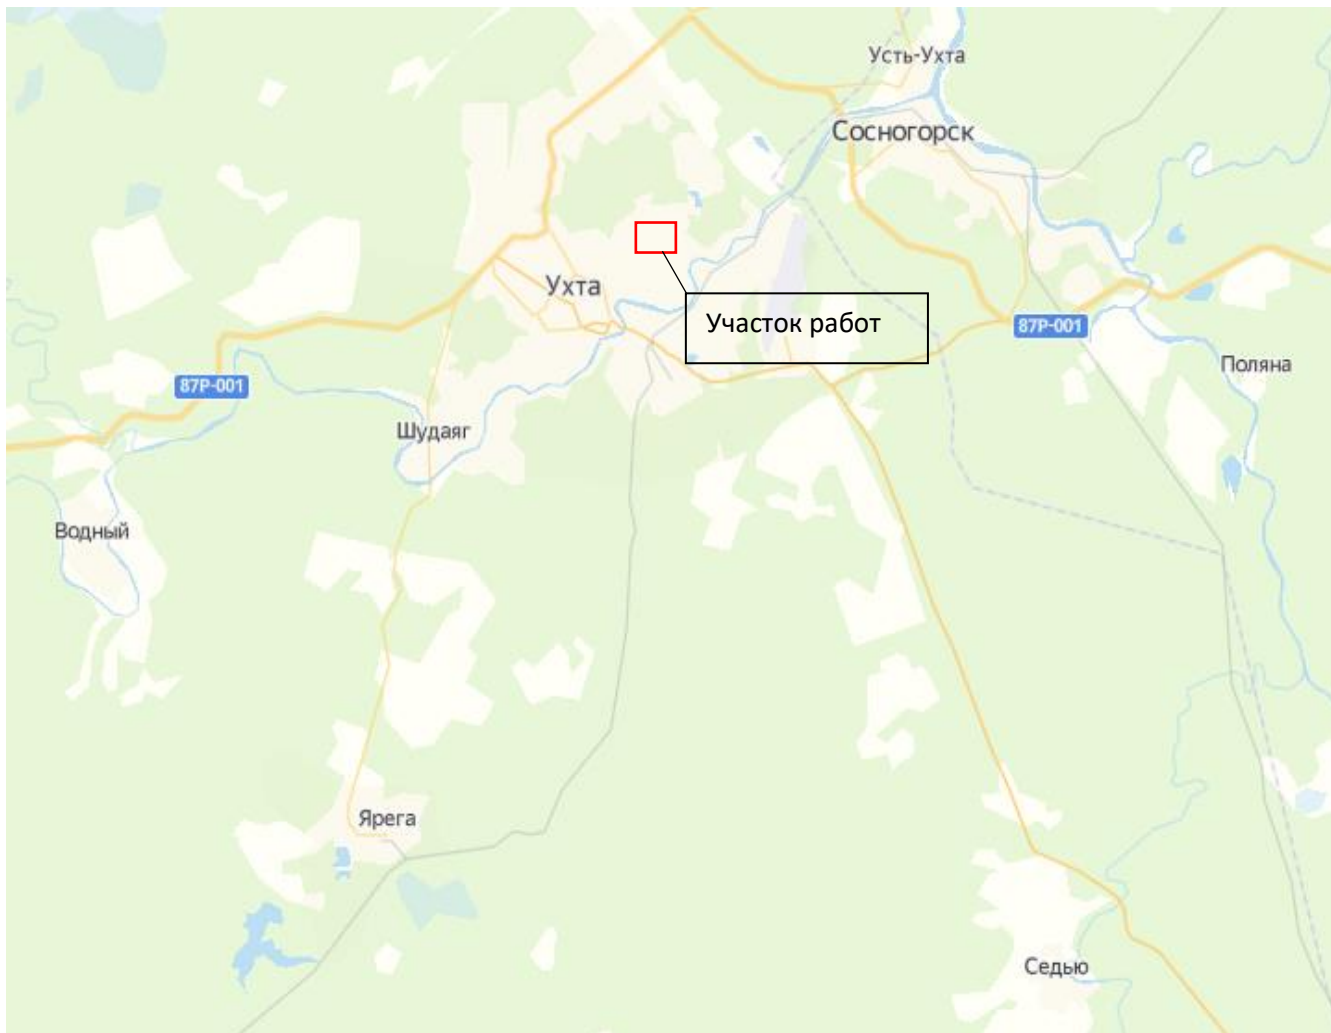 Усть-Ухта
Сосногорск
Ухта
Участок работ
87Р-001
Поляна
87Р-001
Шудаяг
Водный
Ярега
Седью